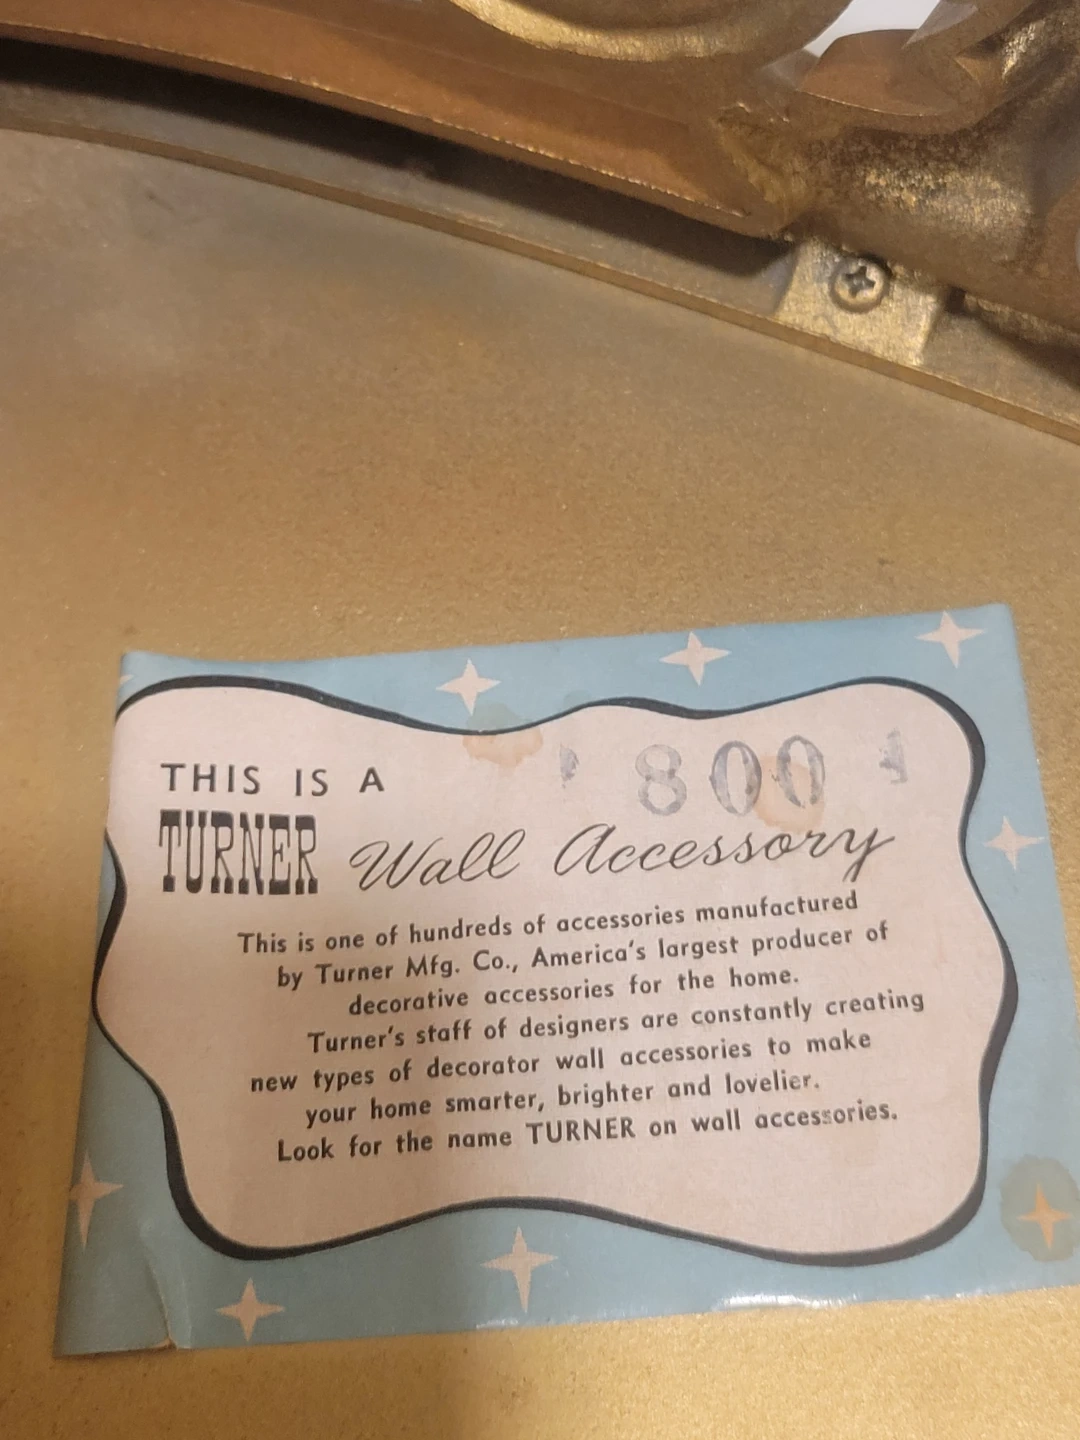 800
THIS IS A
TURNER Wall Accessory
This is one of hundreds of accessories manufactured
by Turner Mfg. Co., America's largest producer of
decorative accessories for the home.
Turner's staff of designers are constantly creating
new types of decorator wall accessories to make
your home smarter, brighter and lovelier.
Look for the name TURNER on wall accessories.